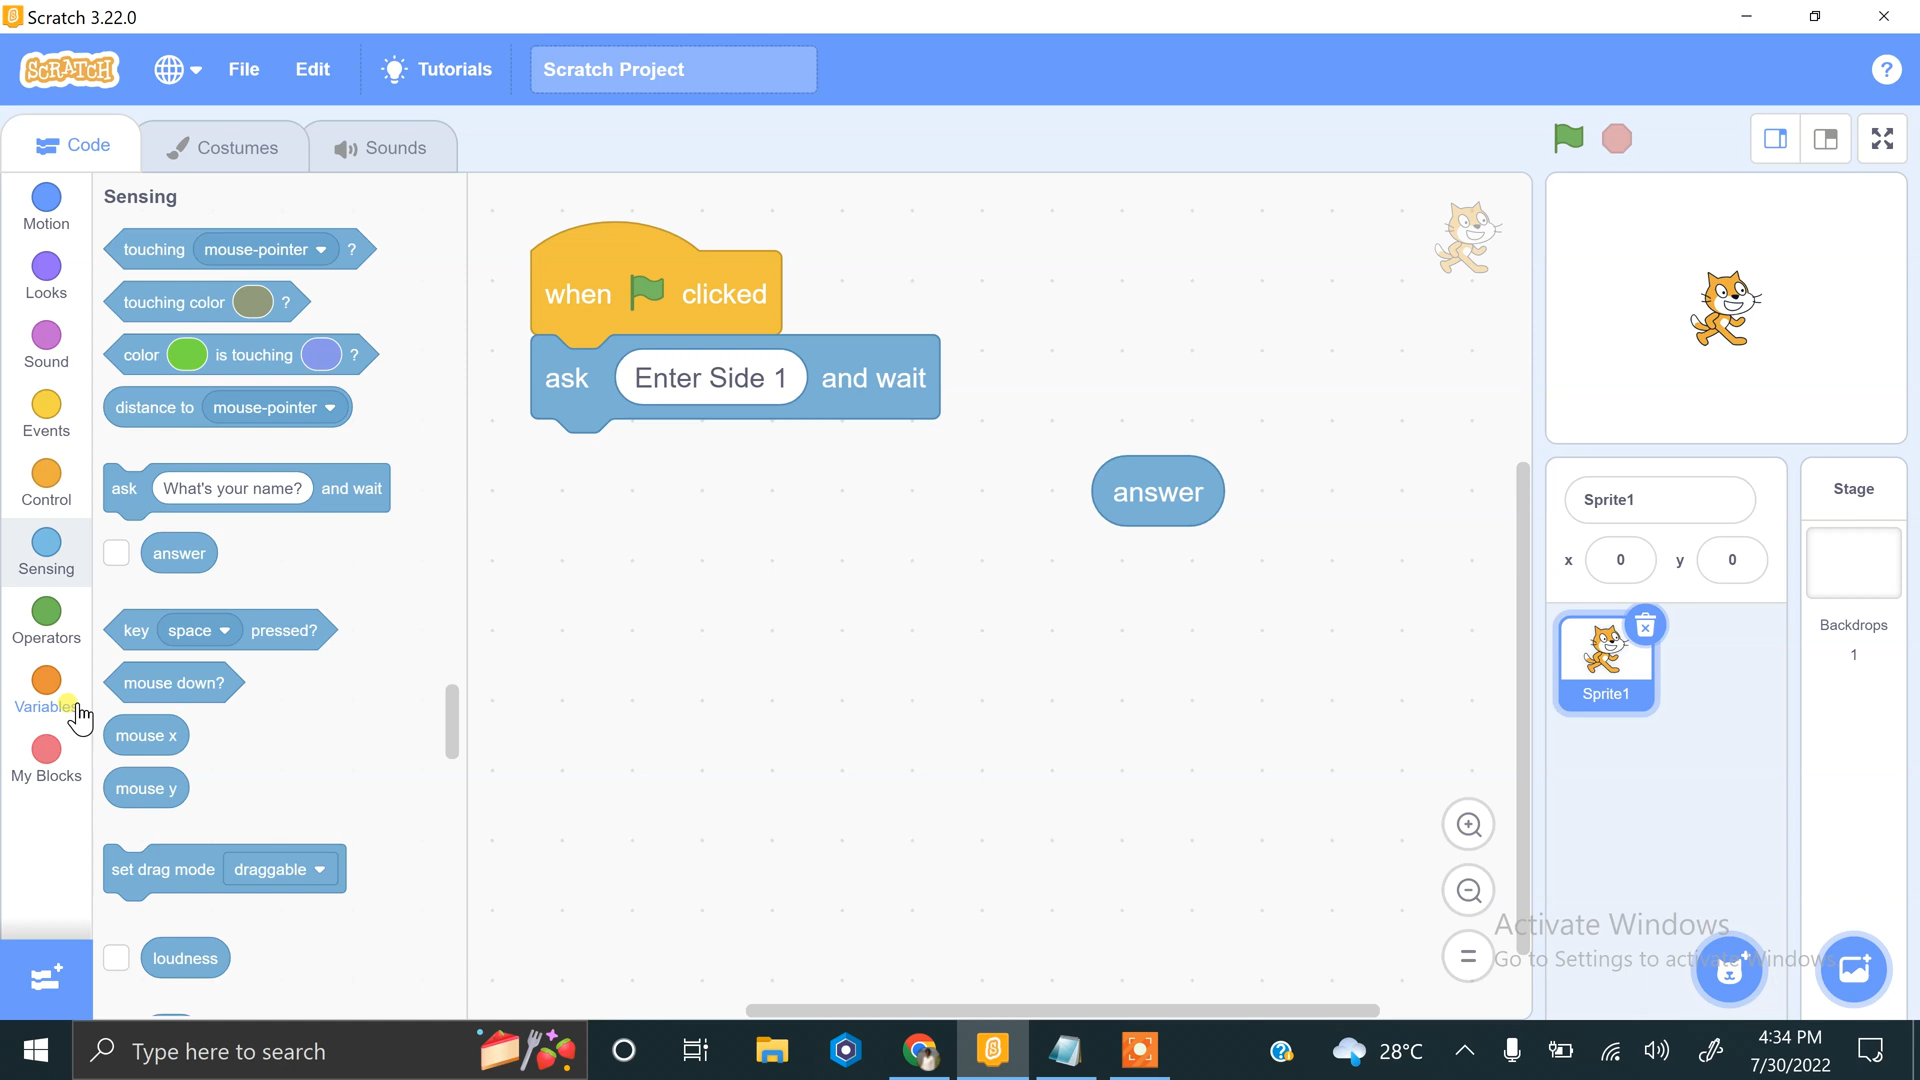 Scratch 3.22.0
SCRATCH
File
Edit
Tutorials
Scratch Project
?
Code
Costumes
Sounds
Motion
Looks
Sound
Events
Control
Sensing
Operators
Variables
My Blocks
Sensing
touching mouse-pointer ?
touching color ?
color is touching ?
distance to mouse-pointer
ask What's your name? and wait
answer
key space pressed?
mouse down?
mouse x
mouse y
set drag mode draggable
loudness
when clicked
ask Enter Side 1 and wait
answer
Sprite1
x 0 y 0
Sprite1
Stage
Backdrops
1
Activate Windows
Go to Settings to activate Windows
Type here to search
28°C
4:34 PM
7/30/2022